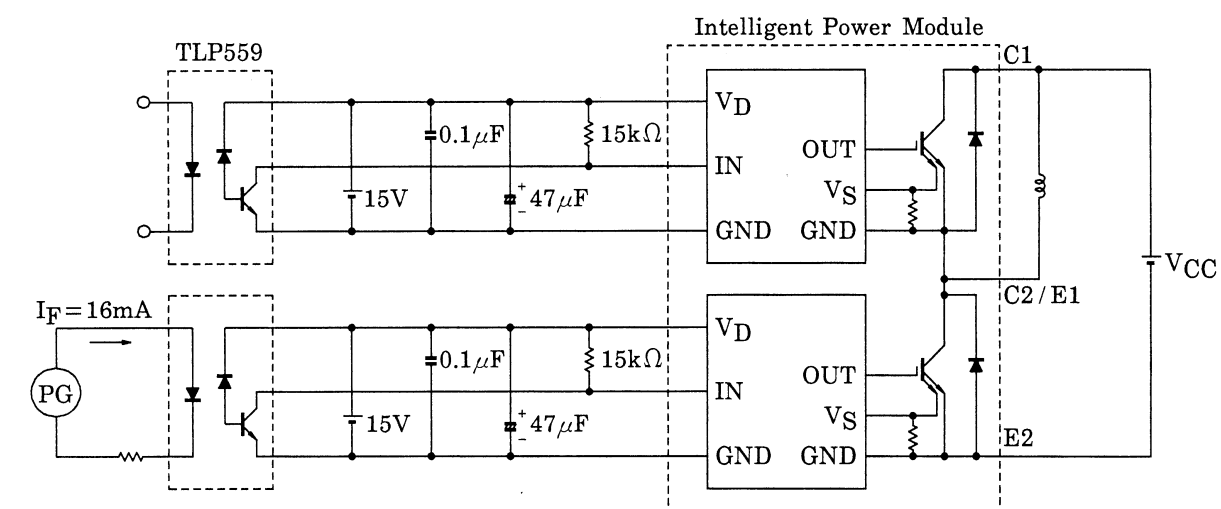 Intelligent Power Module
TLP559
C1
V_D
0.1μF
15kΩ
OUT
IN
V_S
15V
+
47μF
-
GND
GND
V_CC
C2/E1
I_F=16mA
V_D
0.1μF
15kΩ
OUT
PG
IN
V_S
15V
+
47μF
-
E2
GND
GND